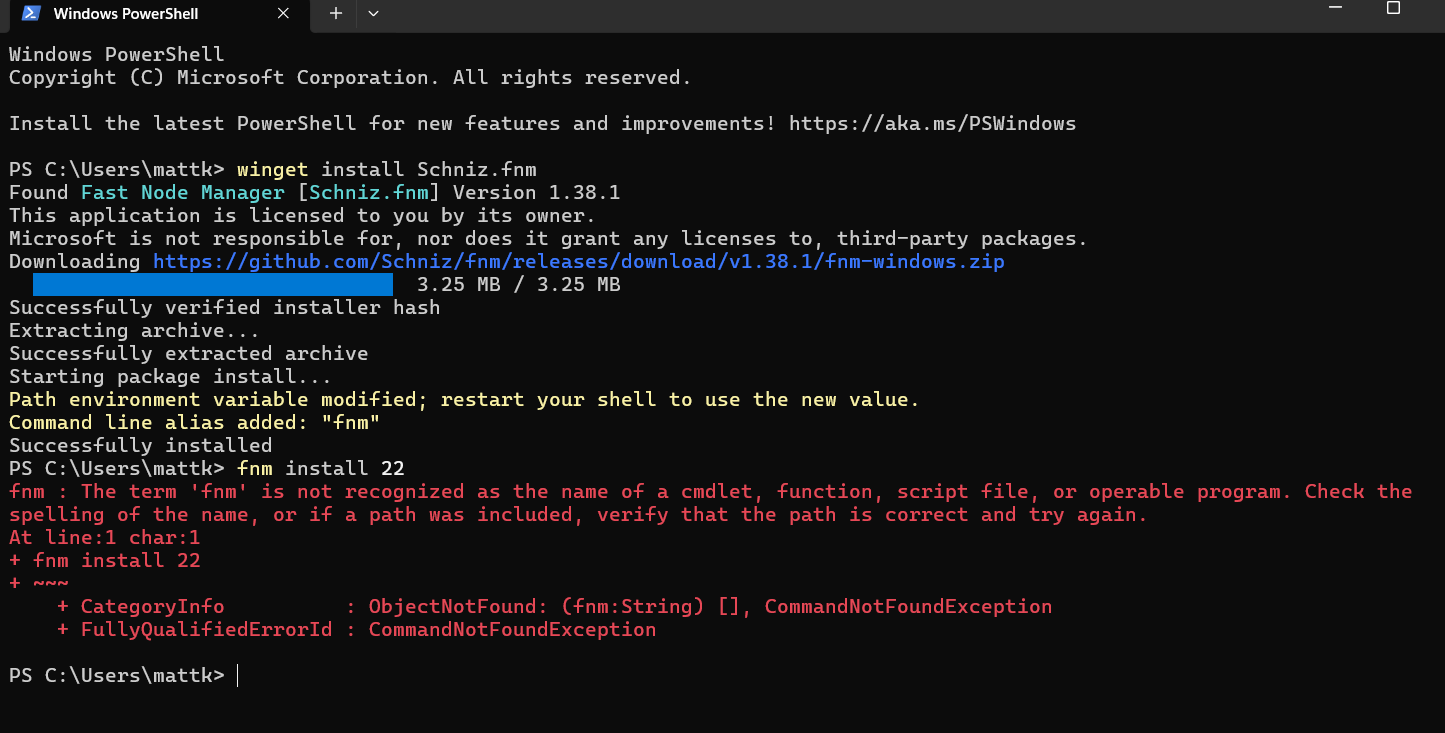 Windows PowerShell
Windows PowerShell
Copyright (C) Microsoft Corporation. All rights reserved.
Install the latest PowerShell for new features and improvements! https://aka.ms/PSWindows
PS C:\Users\mattk> winget install Schniz.fnm
Found Fast Node Manager [Schniz.fnm] Version 1.38.1
This application is licensed to you by its owner.
Microsoft is not responsible for, nor does it grant any licenses to, third-party packages.
Downloading https://github.com/Schniz/fnm/releases/download/v1.38.1/fnm-windows.zip
3.25 MB / 3.25 MB
Successfully verified installer hash
Extracting archive...
Successfully extracted archive
Starting package install...
Path environment variable modified; restart your shell to use the new value.
Command line alias added: "fnm"
Successfully installed
PS C:\Users\mattk> fnm install 22
fnm : The term 'fnm' is not recognized as the name of a cmdlet, function, script file, or operable program. Check the
spelling of the name, or if a path was included, verify that the path is correct and try again.
At line:1 char:1
+ fnm install 22
+ ~~~
    + CategoryInfo          : ObjectNotFound: (fnm:String) [], CommandNotFoundException
    + FullyQualifiedErrorId : CommandNotFoundException
PS C:\Users\mattk>